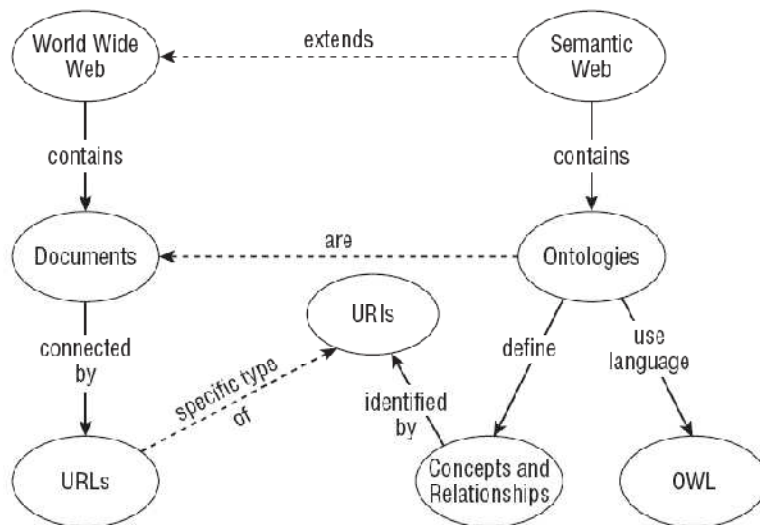 World Wide
Web
extends
Semantic
Web
contains
contains
Documents
are
Ontologies
URIs
connected
by
specific type
of
define
use
language
identified
by
URLs
Concepts and
Relationships
OWL